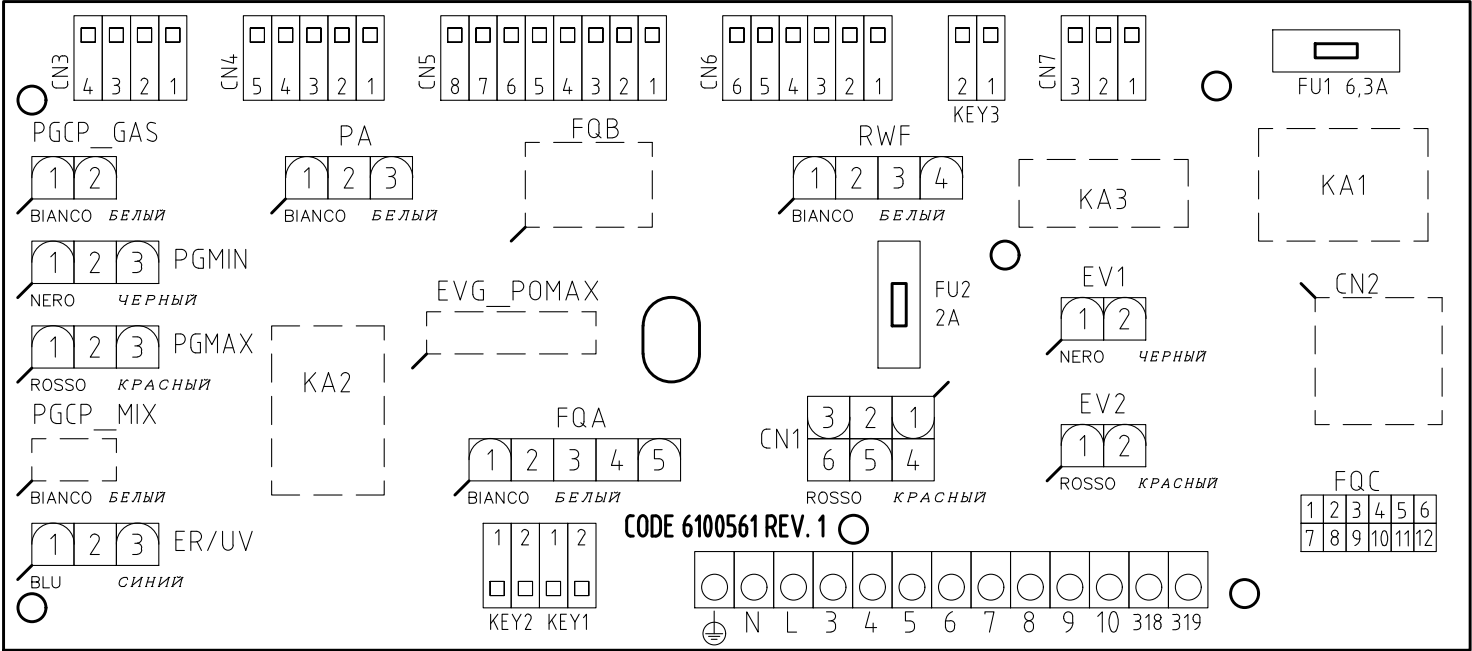 CN3 4 3 2 1
CN4 5 4 3 2 1
CN5 8 7 6 5 4 3 2 1
CN6 6 5 4 3 2 1
2 1
KEY3
CN7 3 2 1
FU1 6,3A
PGCP_GAS
1 2
BIANCO БЕЛЫЙ
PA
1 2 3
BIANCO БЕЛЫЙ
FQB
RWF
1 2 3 4
BIANCO БЕЛЫЙ
KA3
KA1
1 2 3 PGMIN
NERO ЧЕРНЫЙ
EVG_POMAX
FU2
2A
EV1
1 2
NERO ЧЕРНЫЙ
CN2
1 2 3 PGMAX
ROSSO КРАСНЫЙ
KA2
PGCP_MIX
BIANCO БЕЛЫЙ
FQA
1 2 3 4 5
BIANCO БЕЛЫЙ
CN1
3 2 1
6 5 4
ROSSO КРАСНЫЙ
EV2
1 2
ROSSO КРАСНЫЙ
FQC
1 2 3 4 5 6
7 8 9 10 11 12
1 2 3 ER/UV
BLU СИНИЙ
1 2 1 2
KEY2 KEY1
CODE 6100561 REV. 1
N L 3 4 5 6 7 8 9 10 318 319